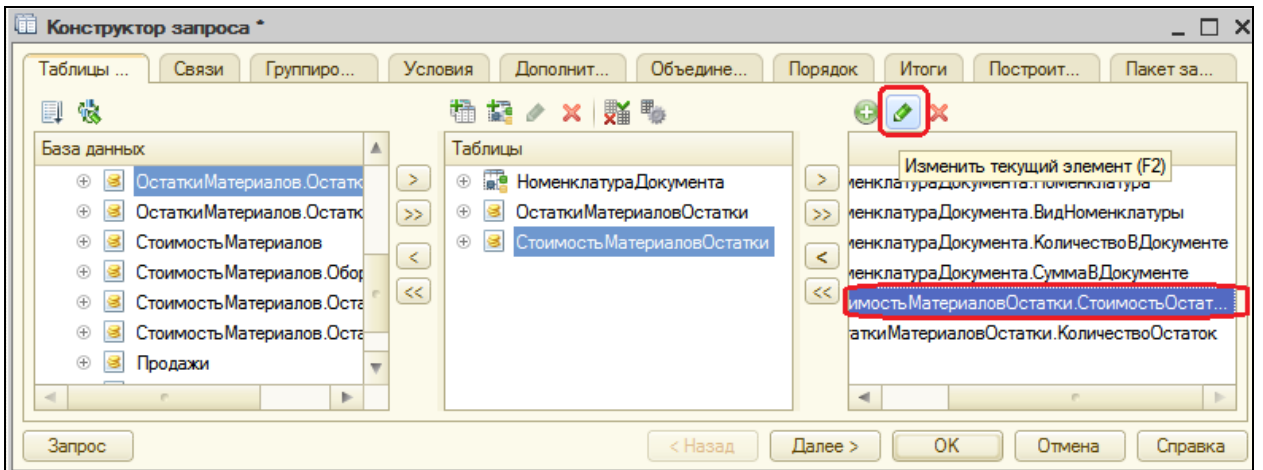 Конструктор запроса *
Таблицы ... Связи Группиро... Условия Дополнит... Объедине... Порядок Итоги Построит... Пакет за...
База данных
ОстаткиМатериалов.Остатк
ОстаткиМатериалов.Остатк
СтоимостьМатериалов
СтоимостьМатериалов.Обор
СтоимостьМатериалов.Оста
СтоимостьМатериалов.Оста
Продажи
Таблицы
НоменклатураДокумента
ОстаткиМатериаловОстатки
СтоимостьМатериаловОстатки
>
>>
<
<<
>
>>
<
<<
Изменить текущий элемент (F2)
менклатураДокумента.Номенклатура
менклатураДокумента.ВидНоменклатуры
менклатураДокумента.КоличествоВДокументе
менклатураДокумента.СуммаВДокументе
имостьМатериаловОстатки.СтоимостьОстат...
таткиМатериаловОстатки.КоличествоОстаток
Запрос < Назад Далее > OK Отмена Справка